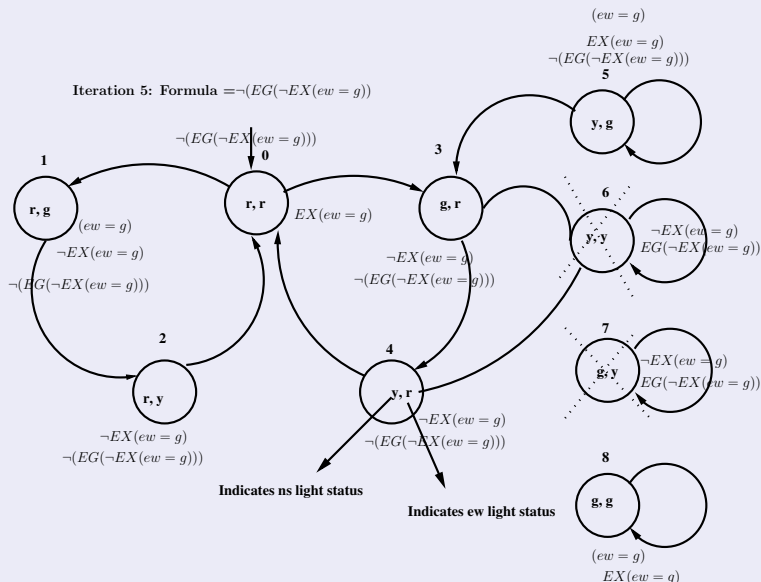 (ew = g)
EX(ew = g)
¬(EG(¬EX(ew = g)))
5
y, g
Iteration 5: Formula =¬(EG(¬EX(ew = g))
¬(EG(¬EX(ew = g)))
0
r, r
EX(ew = g)
1
r, g
(ew = g)
¬EX(ew = g)
¬(EG(¬EX(ew = g)))
3
g, r
¬EX(ew = g)
¬(EG(¬EX(ew = g)))
6
y, y
¬EX(ew = g)
EG(¬EX(ew = g))
2
r, y
¬EX(ew = g)
¬(EG(¬EX(ew = g)))
4
y, r
¬EX(ew = g)
¬(EG(¬EX(ew = g)))
7
g, y
¬EX(ew = g)
EG(¬EX(ew = g))
Indicates ns light status
Indicates ew light status
8
g, g
(ew = g)
EX(ew = g)